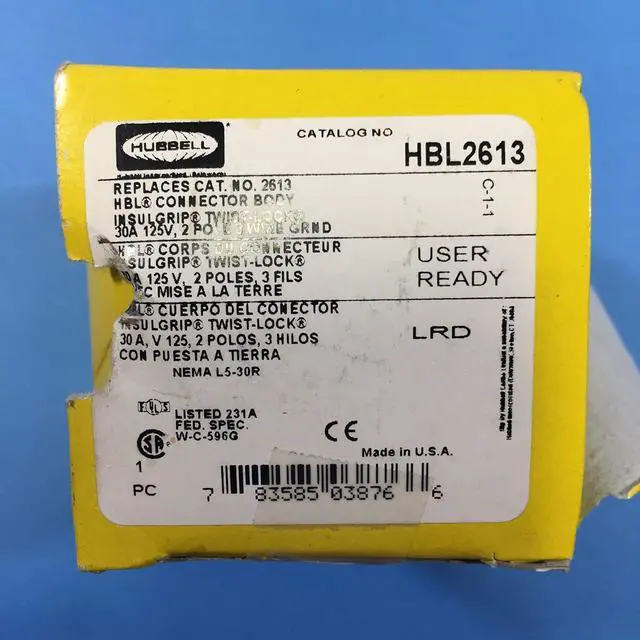 HUBBELL
CATALOG NO HBL2613
C-1-1
REPLACES CAT. NO. 2613
HBL® CONNECTOR BODY
INSULGRIP® TWIST-LOCK®
30A 125V, 2 POLE, 3 WIRE GRND
HBL® CORPS DU CONNECTEUR
INSULGRIP® TWIST-LOCK®
A 125 V, 2 POLES, 3 FILS
C MISE A LA TERRE
USER
READY
L® CUERPO DEL CONECTOR
INSULGRIP® TWIST-LOCK®
30 A, V 125, 2 POLOS, 3 HILOS
CON PUESTA A TIERRA
NEMA L5-30R
LRD
LISTED 231A
FED. SPEC.
W-C-596G
CE
Made in U.S.A.
1
PC
7 83585 03876 6